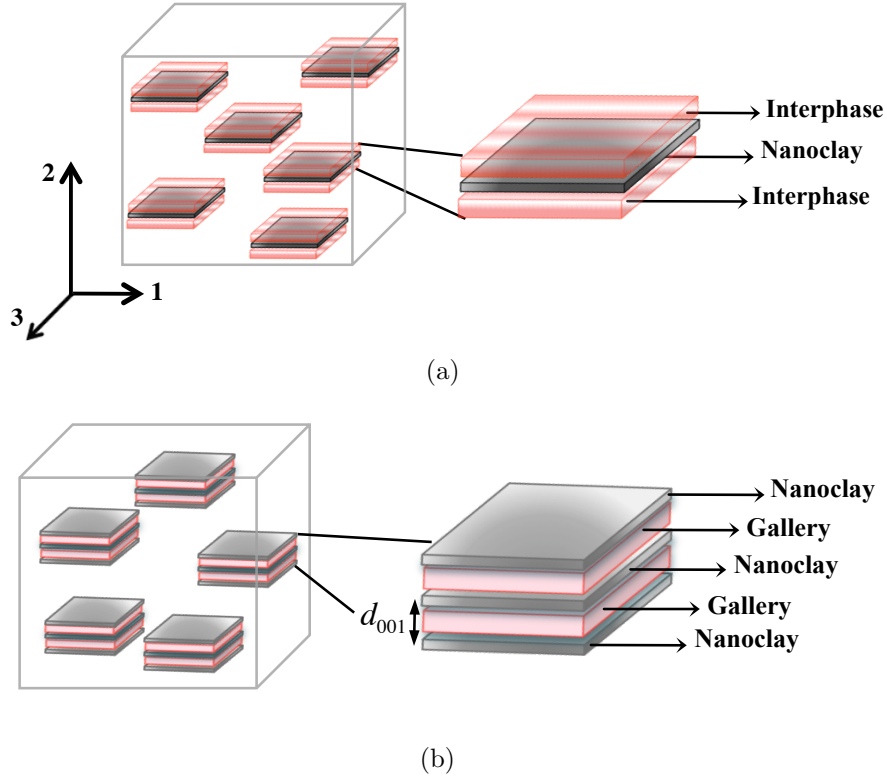 Interphase
Nanoclay
Interphase
2
1
3
(a)
Nanoclay
Gallery
Nanoclay
Gallery
Nanoclay
d001
(b)